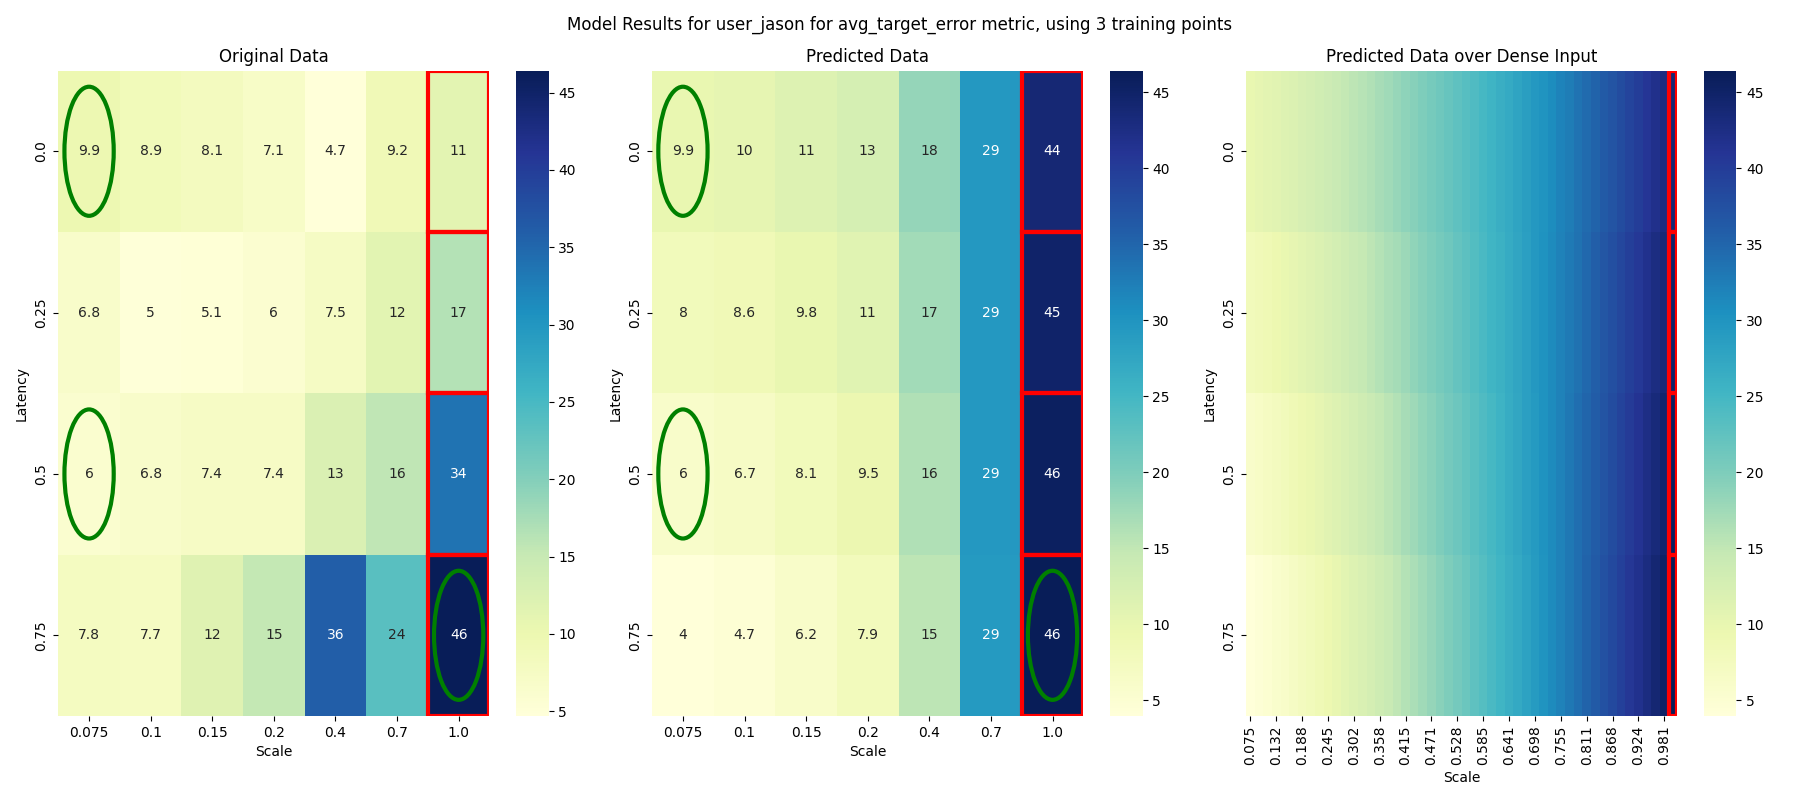 Model Results for user_jason for avg_target_error metric, using 3 training points
Original Data
Latency
0.0 9.9 8.9 8.1 7.1 4.7 9.2 11
0.25 6.8 5 5.1 6 7.5 12 17
0.5 6 6.8 7.4 7.4 13 16 34
0.75 7.8 7.7 12 15 36 24 46
0.075 0.1 0.15 0.2 0.4 0.7 1.0
Scale
45
40
35
30
25
20
15
10
5
Predicted Data
Latency
0.0 9.9 10 11 13 18 29 44
0.25 8 8.6 9.8 11 17 29 45
0.5 6 6.7 8.1 9.5 16 29 46
0.75 4 4.7 6.2 7.9 15 29 46
0.075 0.1 0.15 0.2 0.4 0.7 1.0
Scale
45
40
35
30
25
20
15
10
5
Predicted Data over Dense Input
Latency
0.0
0.25
0.5
0.75
0.075 0.132 0.188 0.245 0.302 0.358 0.415 0.471 0.528 0.585 0.641 0.698 0.755 0.811 0.868 0.924 0.981
Scale
45
40
35
30
25
20
15
10
5